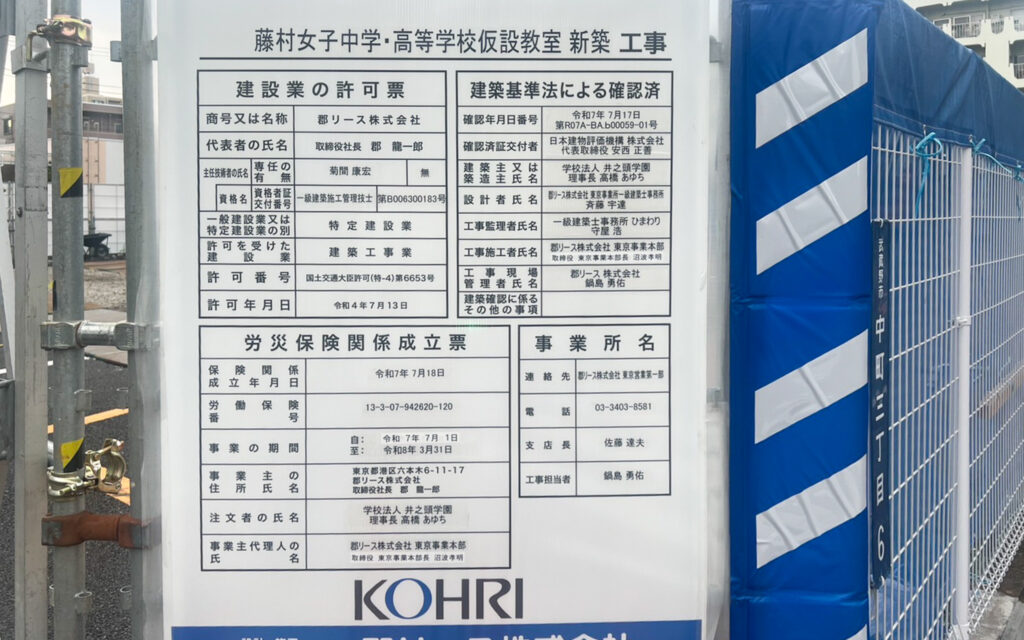 藤村女子中学・高等学校仮設教室 新築 工事
建設業の許可票
商号又は名称 郡リース株式会社
代表者の氏名 取締役社長 郡 龍一郎
主任技術者の氏名 専任の有無 菊間 康宏 無
資格名 資格者証交付番号 一級建築施工管理技士 第B006300183号
一般建設業又は特定建設業の別 特定建設業
許可を受けた建設業 建築工事業
許可番号 国土交通大臣許可(特-4)第6653号
許可年月日 令和4年7月13日
建築基準法による確認済
確認年月日番号 令和7年 7月17日
第R07A-BA.b00059-01号
確認済証交付者 日本建物評価機構 株式会社
代表取締役 安西 正善
建築主又は築造主氏名 学校法人 井之頭学園
理事長 高橋 あゆち
設計者氏名 郡リース株式会社 東京事業所一級建築士事務所
斉藤 宇達
工事監理者氏名 一級建築士事務所 ひまわり
守屋 浩
工事施工者氏名 郡リース株式会社 東京事業本部
取締役 東京事業本部長 沼波孝明
工事現場管理者氏名 郡リース 株式会社
鍋島 勇佑
建築確認に係るその他の事項
労災保険関係成立票
保険関係成立年月日 令和7年 7月18日
労働保険番号 13-3-07-942620-120
事業の期間 自: 令和 7年 7月 1日
至: 令和8年 3月31日
事業主の住所氏名 東京都港区六本木6-11-17
郡リース株式会社
取締役社長 郡 龍一郎
注文者の氏名 学校法人 井之頭学園
理事長 高橋 あゆち
事業主代理人の氏名 郡リース株式会社 東京事業本部
取締役 東京事業本部長 沼波孝明
事業所名
連絡先 郡リース株式会社 東京営業第一部
電話 03-3403-8581
支店長 佐藤 達夫
工事担当者 鍋島 勇佑
KOHRI
武蔵野市 中町三丁目 6